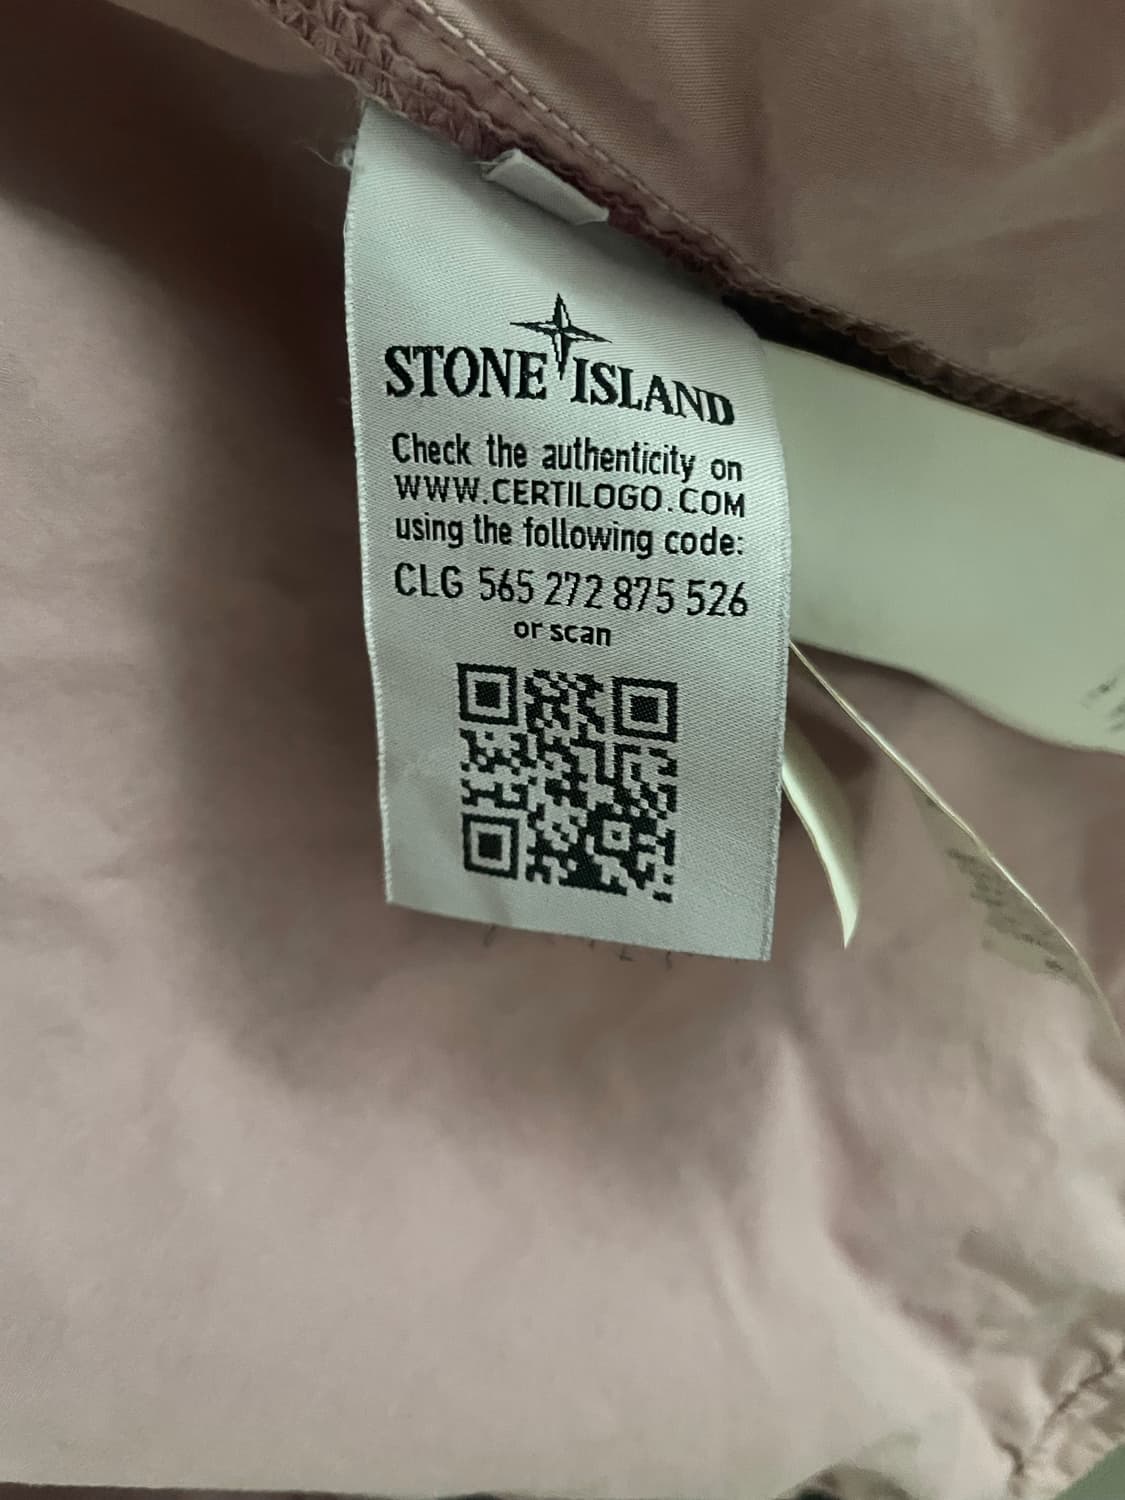 STONE ISLAND
Check the authenticity on
WWW.CERTILOGO.COM
using the following code:
CLG 565 272 875 526
or scan